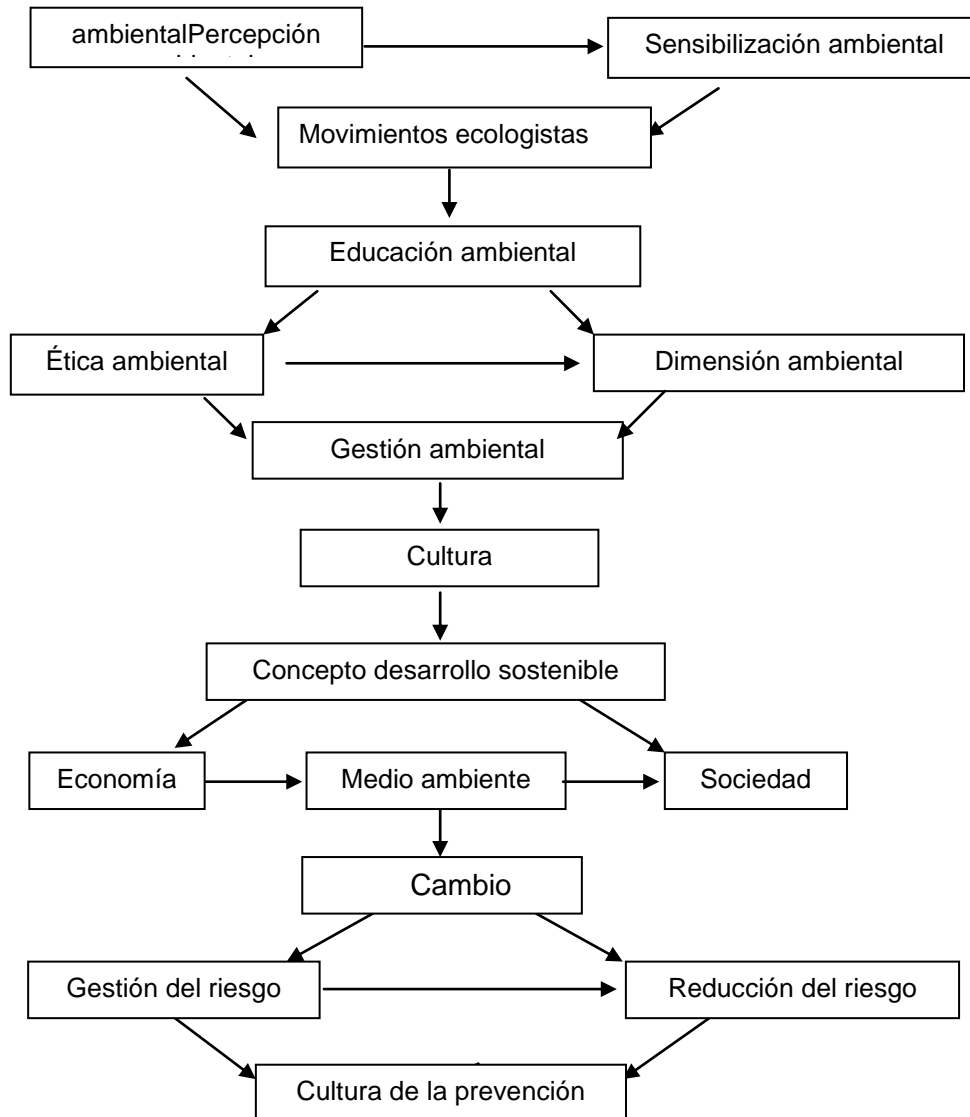 ambientalPercepción
Sensibilización ambiental
Movimientos ecologistas
Educación ambiental
Ética ambiental
Dimensión ambiental
Gestión ambiental
Cultura
Concepto desarrollo sostenible
Economía
Medio ambiente
Sociedad
Cambio
Gestión del riesgo
Reducción del riesgo
Cultura de la prevención